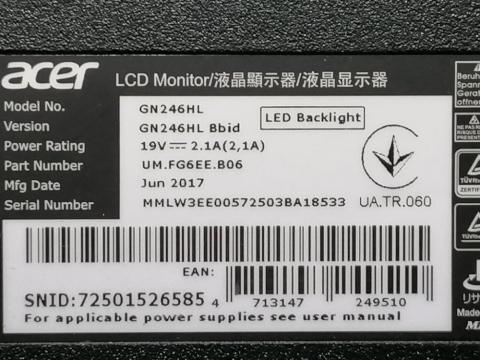 acer LCD Monitor/液晶顯示器/液晶显示器
Model No. GN246HL
Version GN246HL Bbid
LED Backlight
Power Rating 19V⎓ 2.1A(2,1A)
Part Number UM.FG6EE.B06
Mfg Date Jun 2017
Serial Number MMLW3EE00572503BA18533
UA.TR.060
EAN:
SNID:72501526585 4 713147 249510
For applicable power supplies see user manual